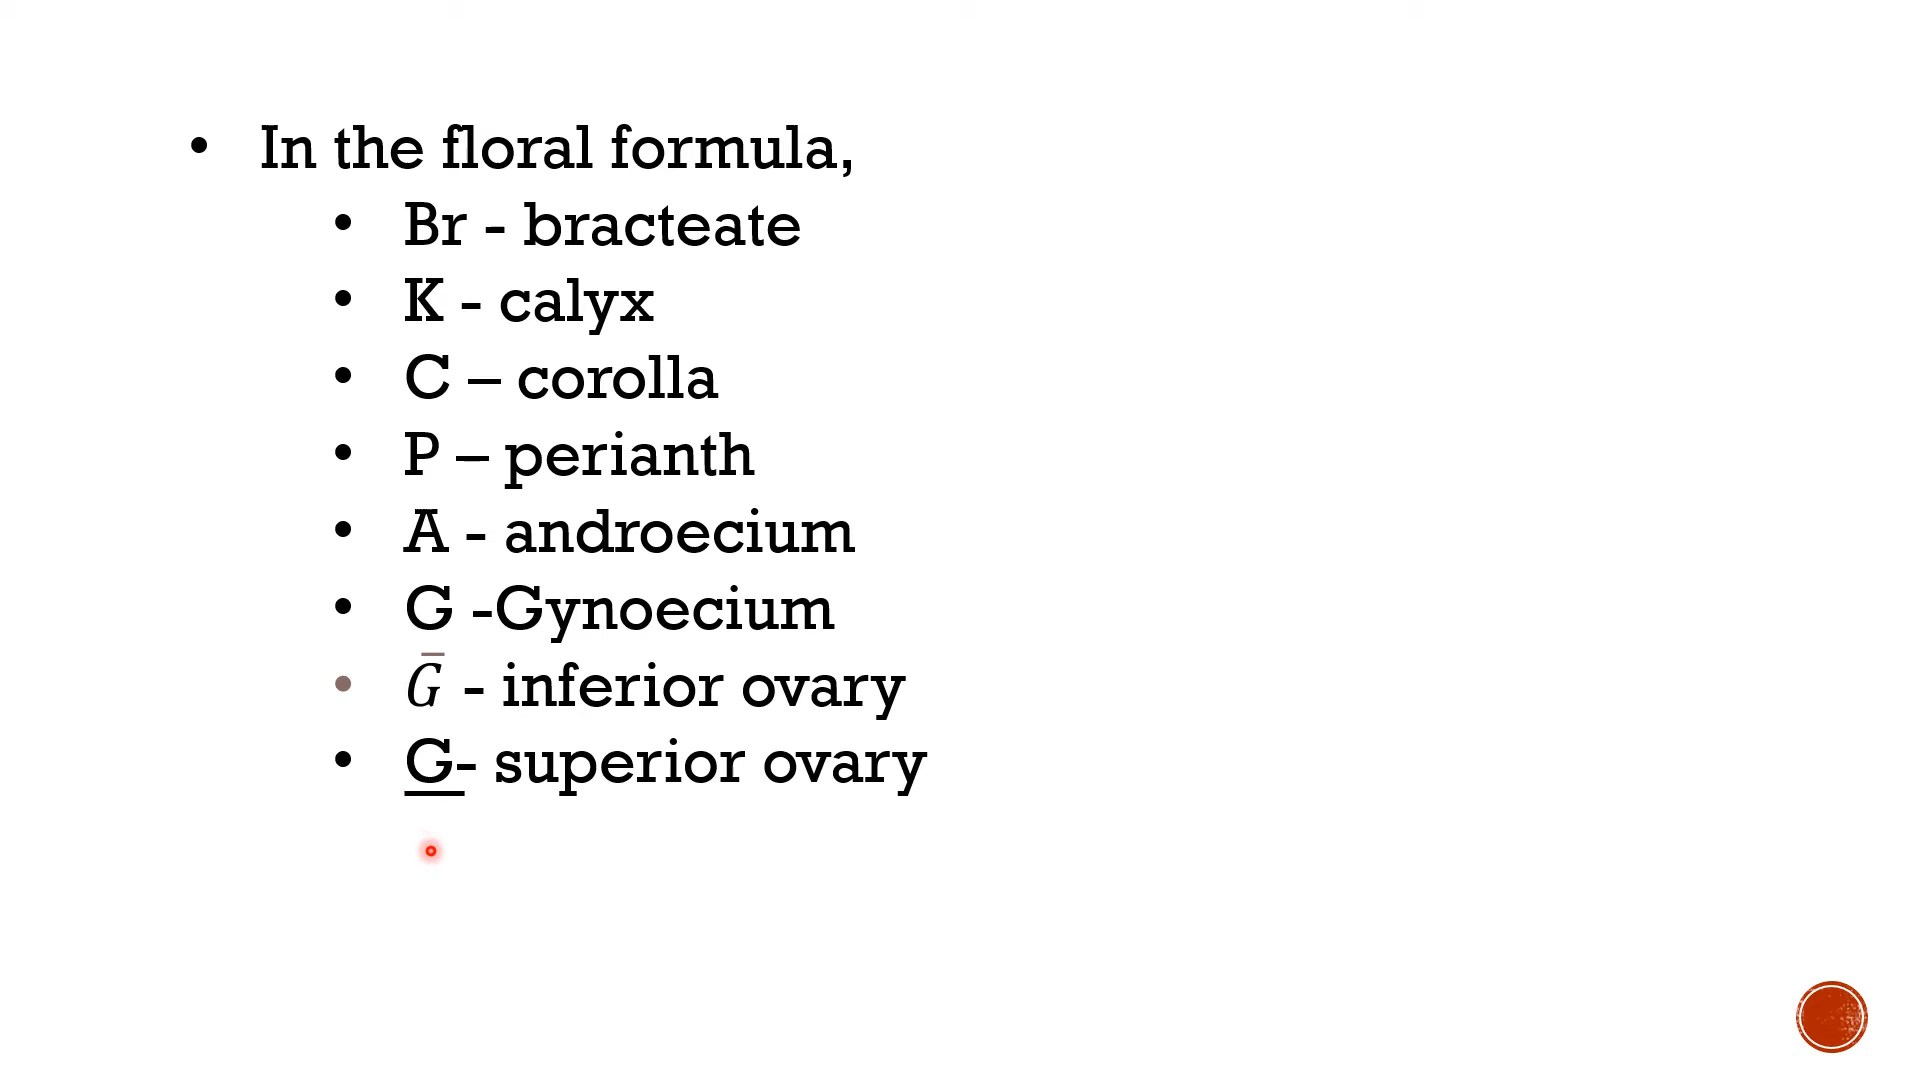 • In the floral formula,
• Br - bracteate
• K - calyx
• C – corolla
• P – perianth
• A - androecium
• G -Gynoecium
• G̅ - inferior ovary
• G- superior ovary